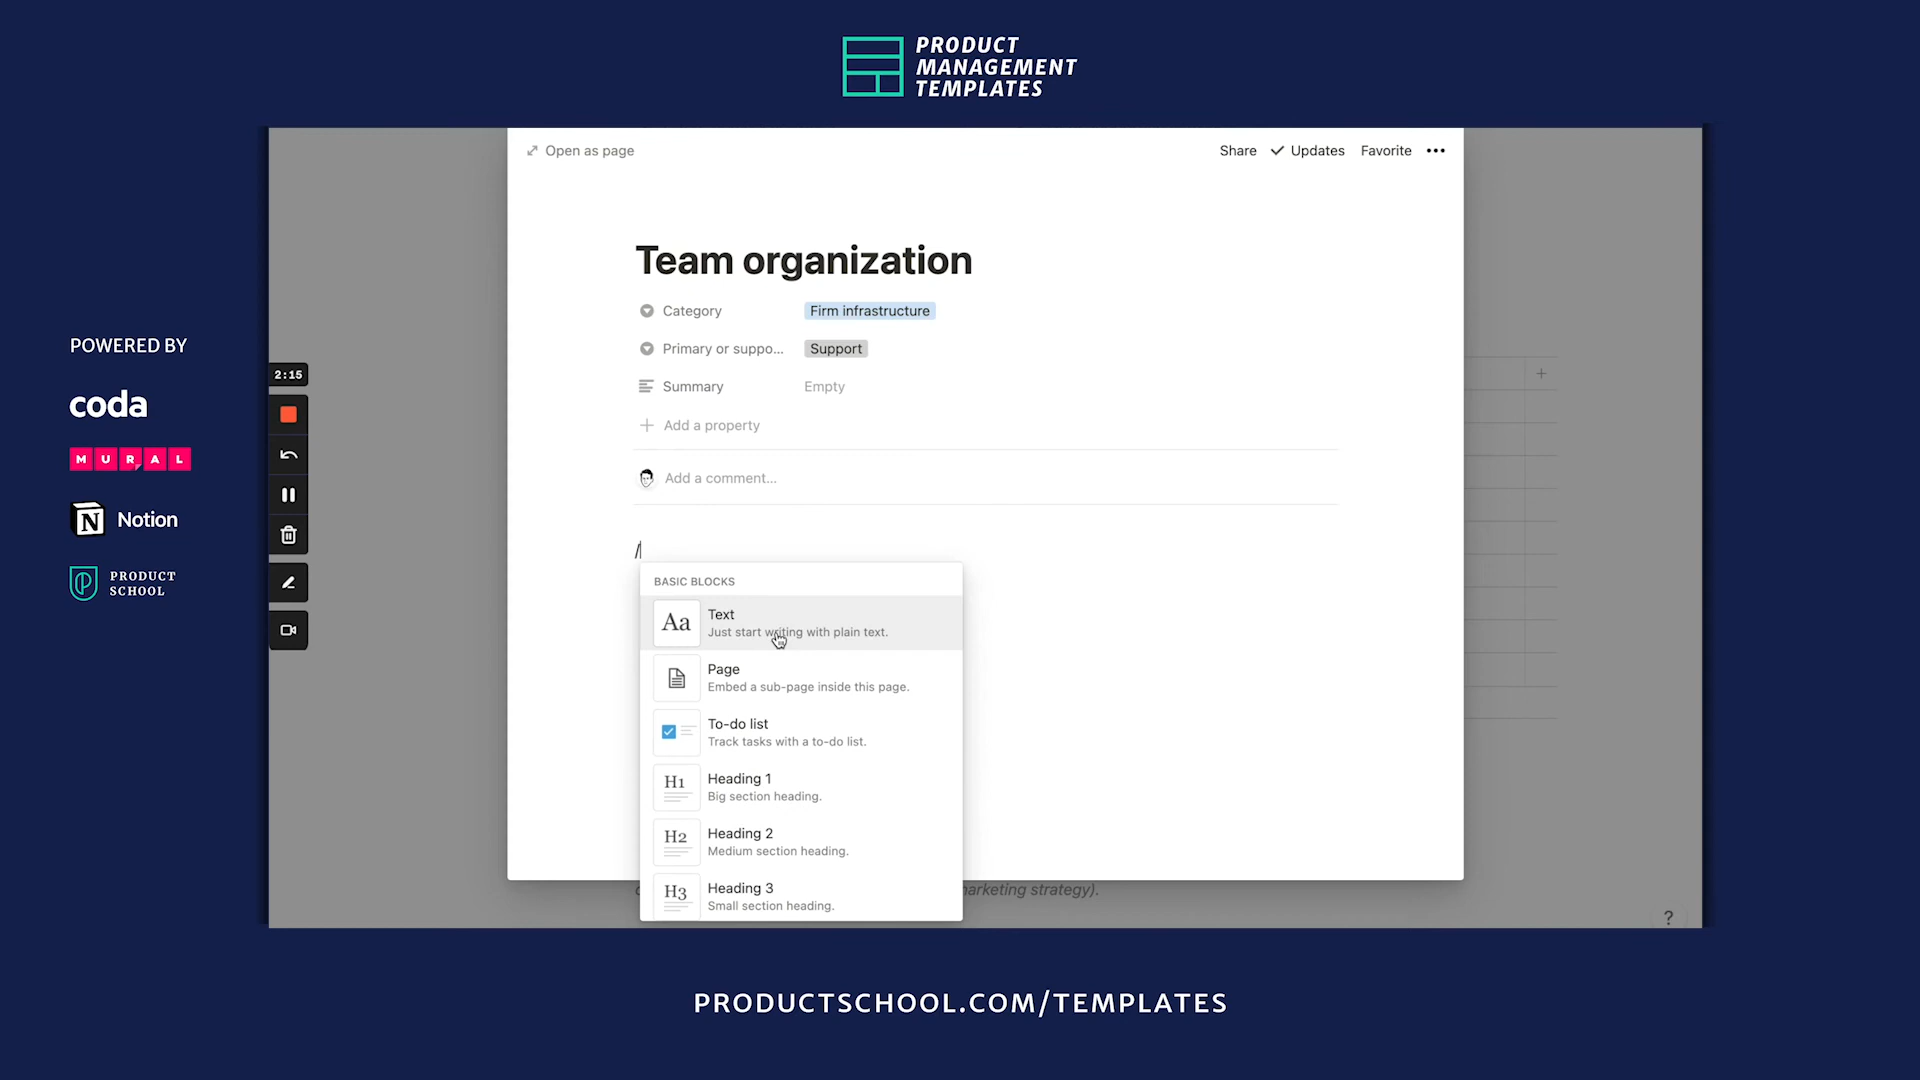 PRODUCT
MANAGEMENT
TEMPLATES
Open as page
Share
Updates
Favorite
Team organization
Category
Firm infrastructure
Primary or suppo...
Support
Summary
Empty
Add a property
Add a comment...
/
BASIC BLOCKS
Aa
Text
Just start writing with plain text.
Page
Embed a sub-page inside this page.
To-do list
Track tasks with a to-do list.
H1
Heading 1
Big section heading.
H2
Heading 2
Medium section heading.
H3
Heading 3
Small section heading.
marketing strategy).
?
POWERED BY
coda
MURAL
N Notion
P PRODUCT
SCHOOL
2:15
PRODUCTSCHOOL.COM/TEMPLATES